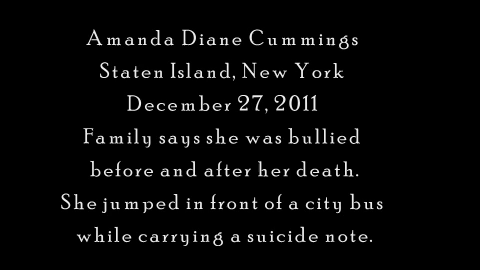 Amanda Diane Cummings
Staten Island, New York
December 27, 2011
Family says she was bullied
before and after her death.
She jumped in front of a city bus
while carrying a suicide note.